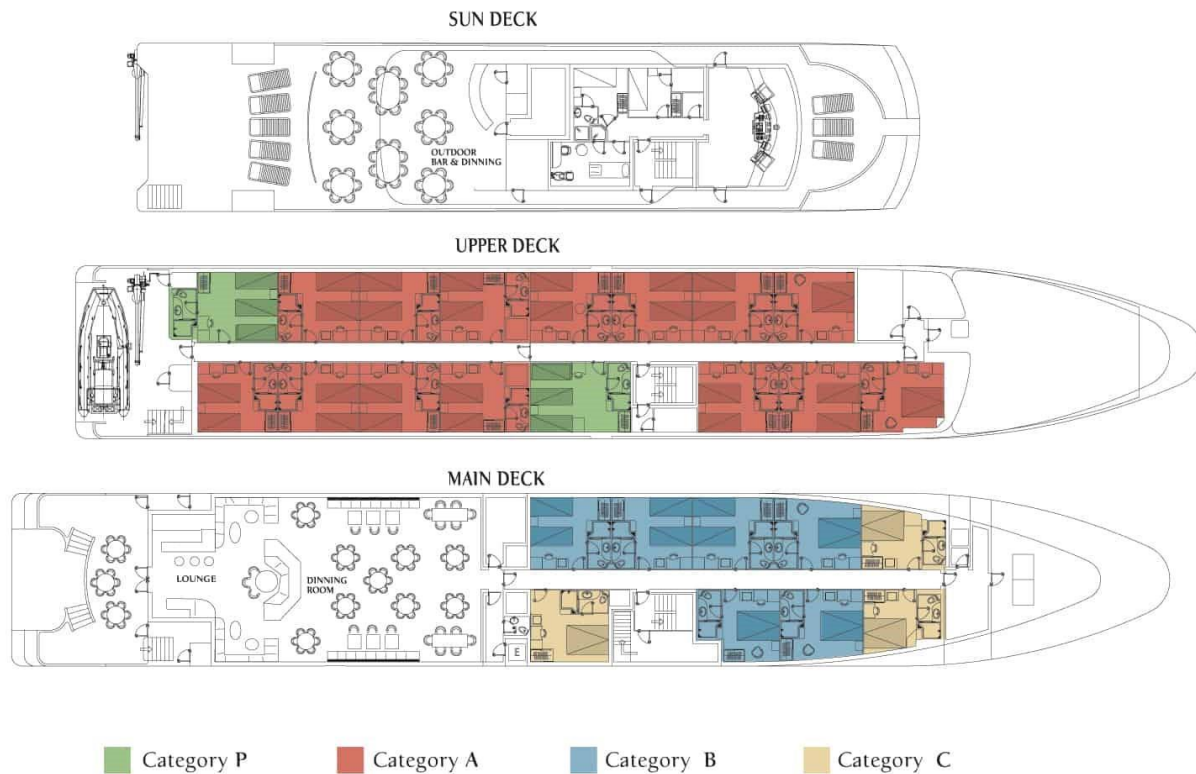 SUN DECK
OUTDOOR
BAR & DINNING
UPPER DECK
MAIN DECK
LOUNGE
DINNING
ROOM
E
Category P
Category A
Category B
Category C